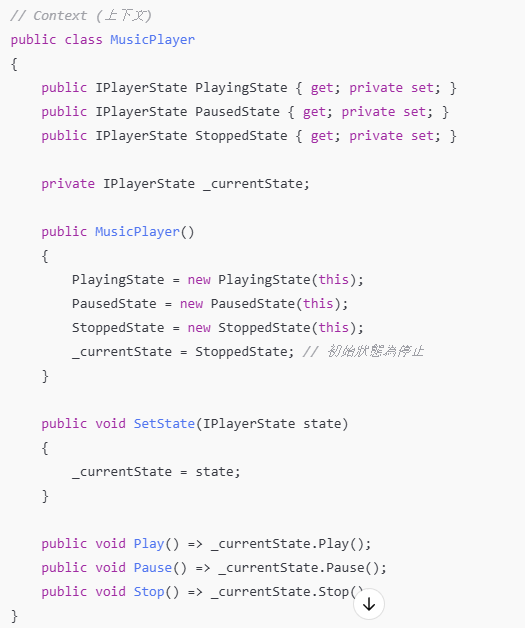 // Context (上下文)
public class MusicPlayer
{
    public IPlayerState PlayingState { get; private set; }
    public IPlayerState PausedState { get; private set; }
    public IPlayerState StoppedState { get; private set; }

    private IPlayerState _currentState;

    public MusicPlayer()
    {
        PlayingState = new PlayingState(this);
        PausedState = new PausedState(this);
        StoppedState = new StoppedState(this);
        _currentState = StoppedState; // 初始狀態為停止
    }

    public void SetState(IPlayerState state)
    {
        _currentState = state;
    }

    public void Play() => _currentState.Play();
    public void Pause() => _currentState.Pause();
    public void Stop() => _currentState.Stop()
}